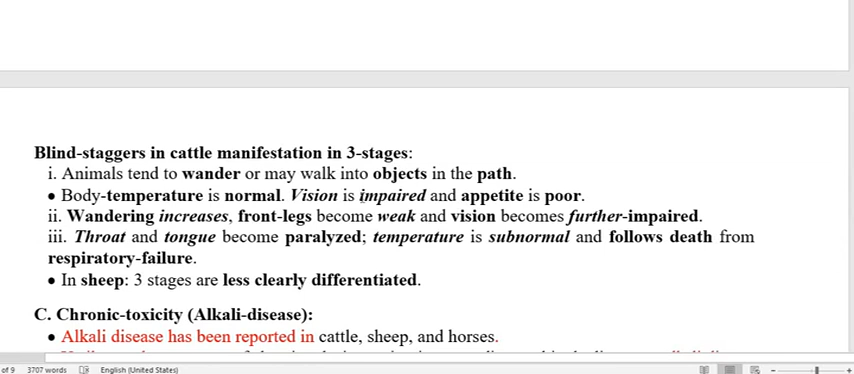 Blind-staggers in cattle manifestation in 3-stages:
i. Animals tend to wander or may walk into objects in the path.
• Body-temperature is normal. Vision is impaired and appetite is poor.
ii. Wandering increases, front-legs become weak and vision becomes further-impaired.
iii. Throat and tongue become paralyzed; temperature is subnormal and follows death from
respiratory-failure.
• In sheep: 3 stages are less clearly differentiated.
C. Chronic-toxicity (Alkali-disease):
• Alkali disease has been reported in cattle, sheep, and horses.
of 9 3707 words English (United States)